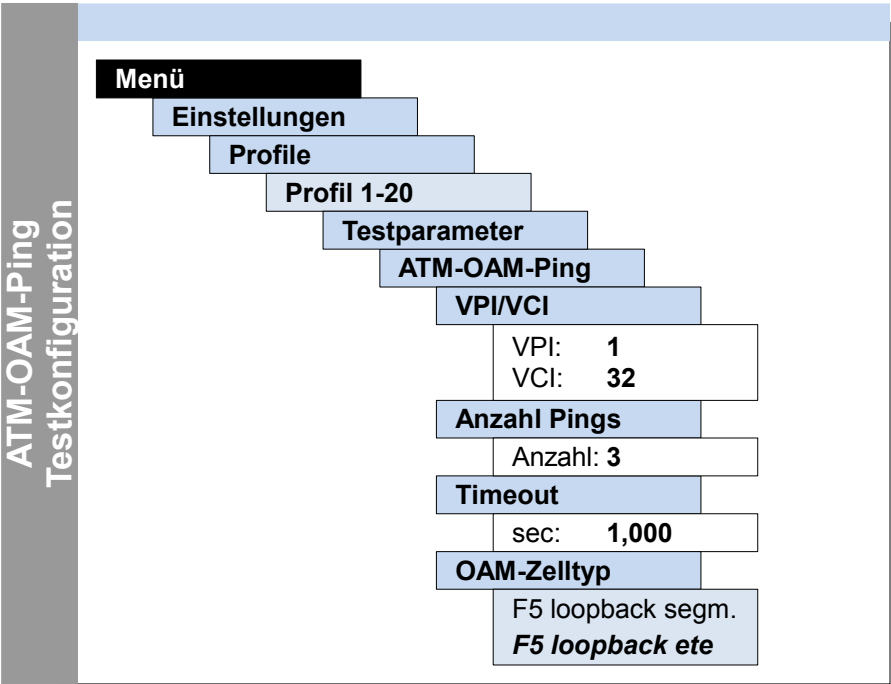 ATM-OAM-Ping
Testkonfiguration
Menü
Einstellungen
Profile
Profil 1-20
Testparameter
ATM-OAM-Ping
VPI/VCI
VPI: 1
VCI: 32
Anzahl Pings
Anzahl: 3
Timeout
sec: 1,000
OAM-Zelltyp
F5 loopback segm.
F5 loopback ete